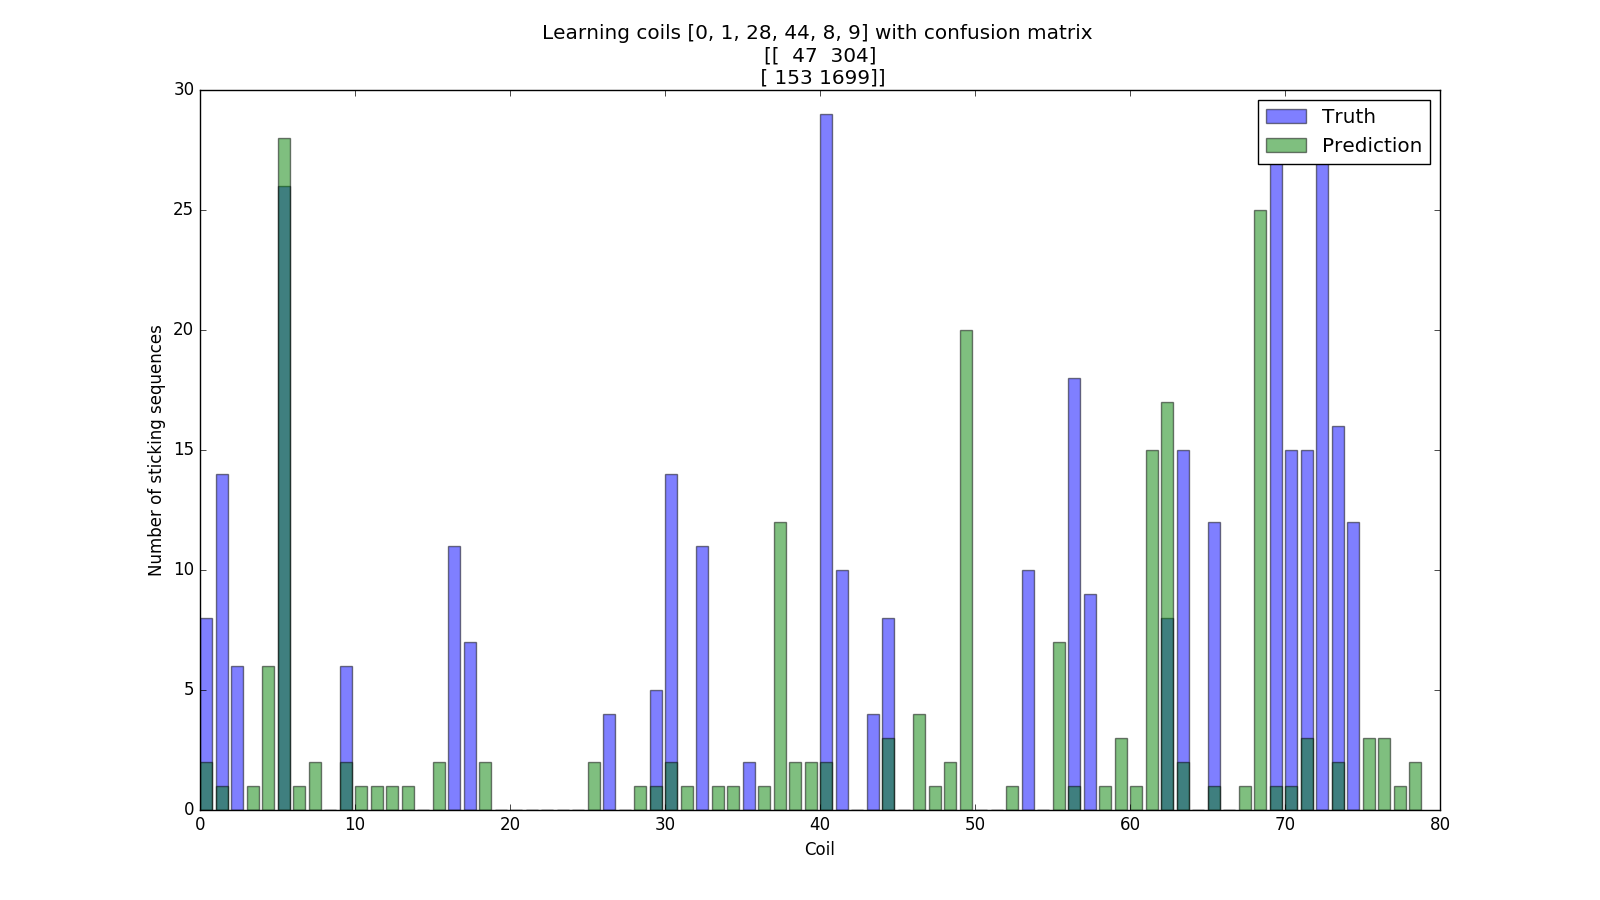 Learning coils [0, 1, 28, 44, 8, 9] with confusion matrix
[[  47  304]
[ 153 1699]]
30
25
20
15
10
5
0
Number of sticking sequences
Truth
Prediction
0 10 20 30 40 50 60 70 80
Coil